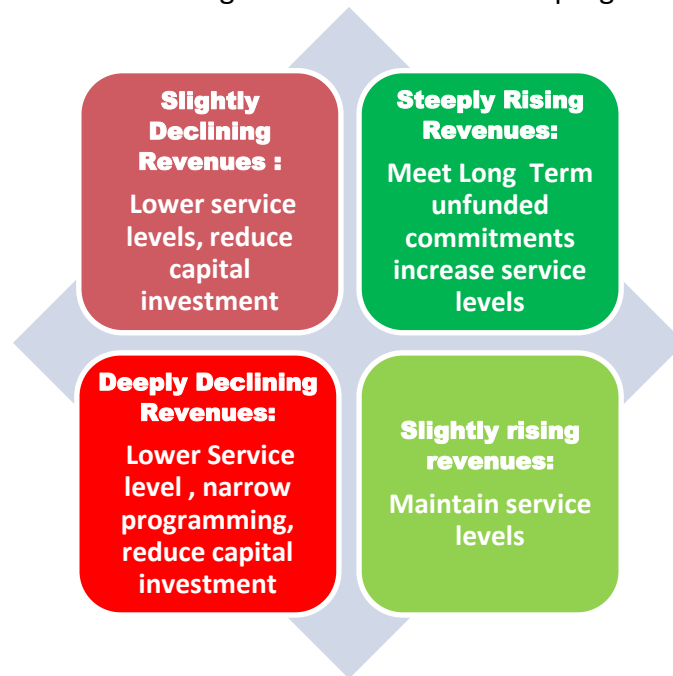 Slightly
Declining
Revenues :
Lower service
levels, reduce
capital
investment
Steeply Rising
Revenues:
Meet Long Term
unfunded
commitments
increase service
levels
Deeply Declining
Revenues:
Lower Service
level , narrow
programming,
reduce capital
investment
Slightly rising
revenues:
Maintain service
levels